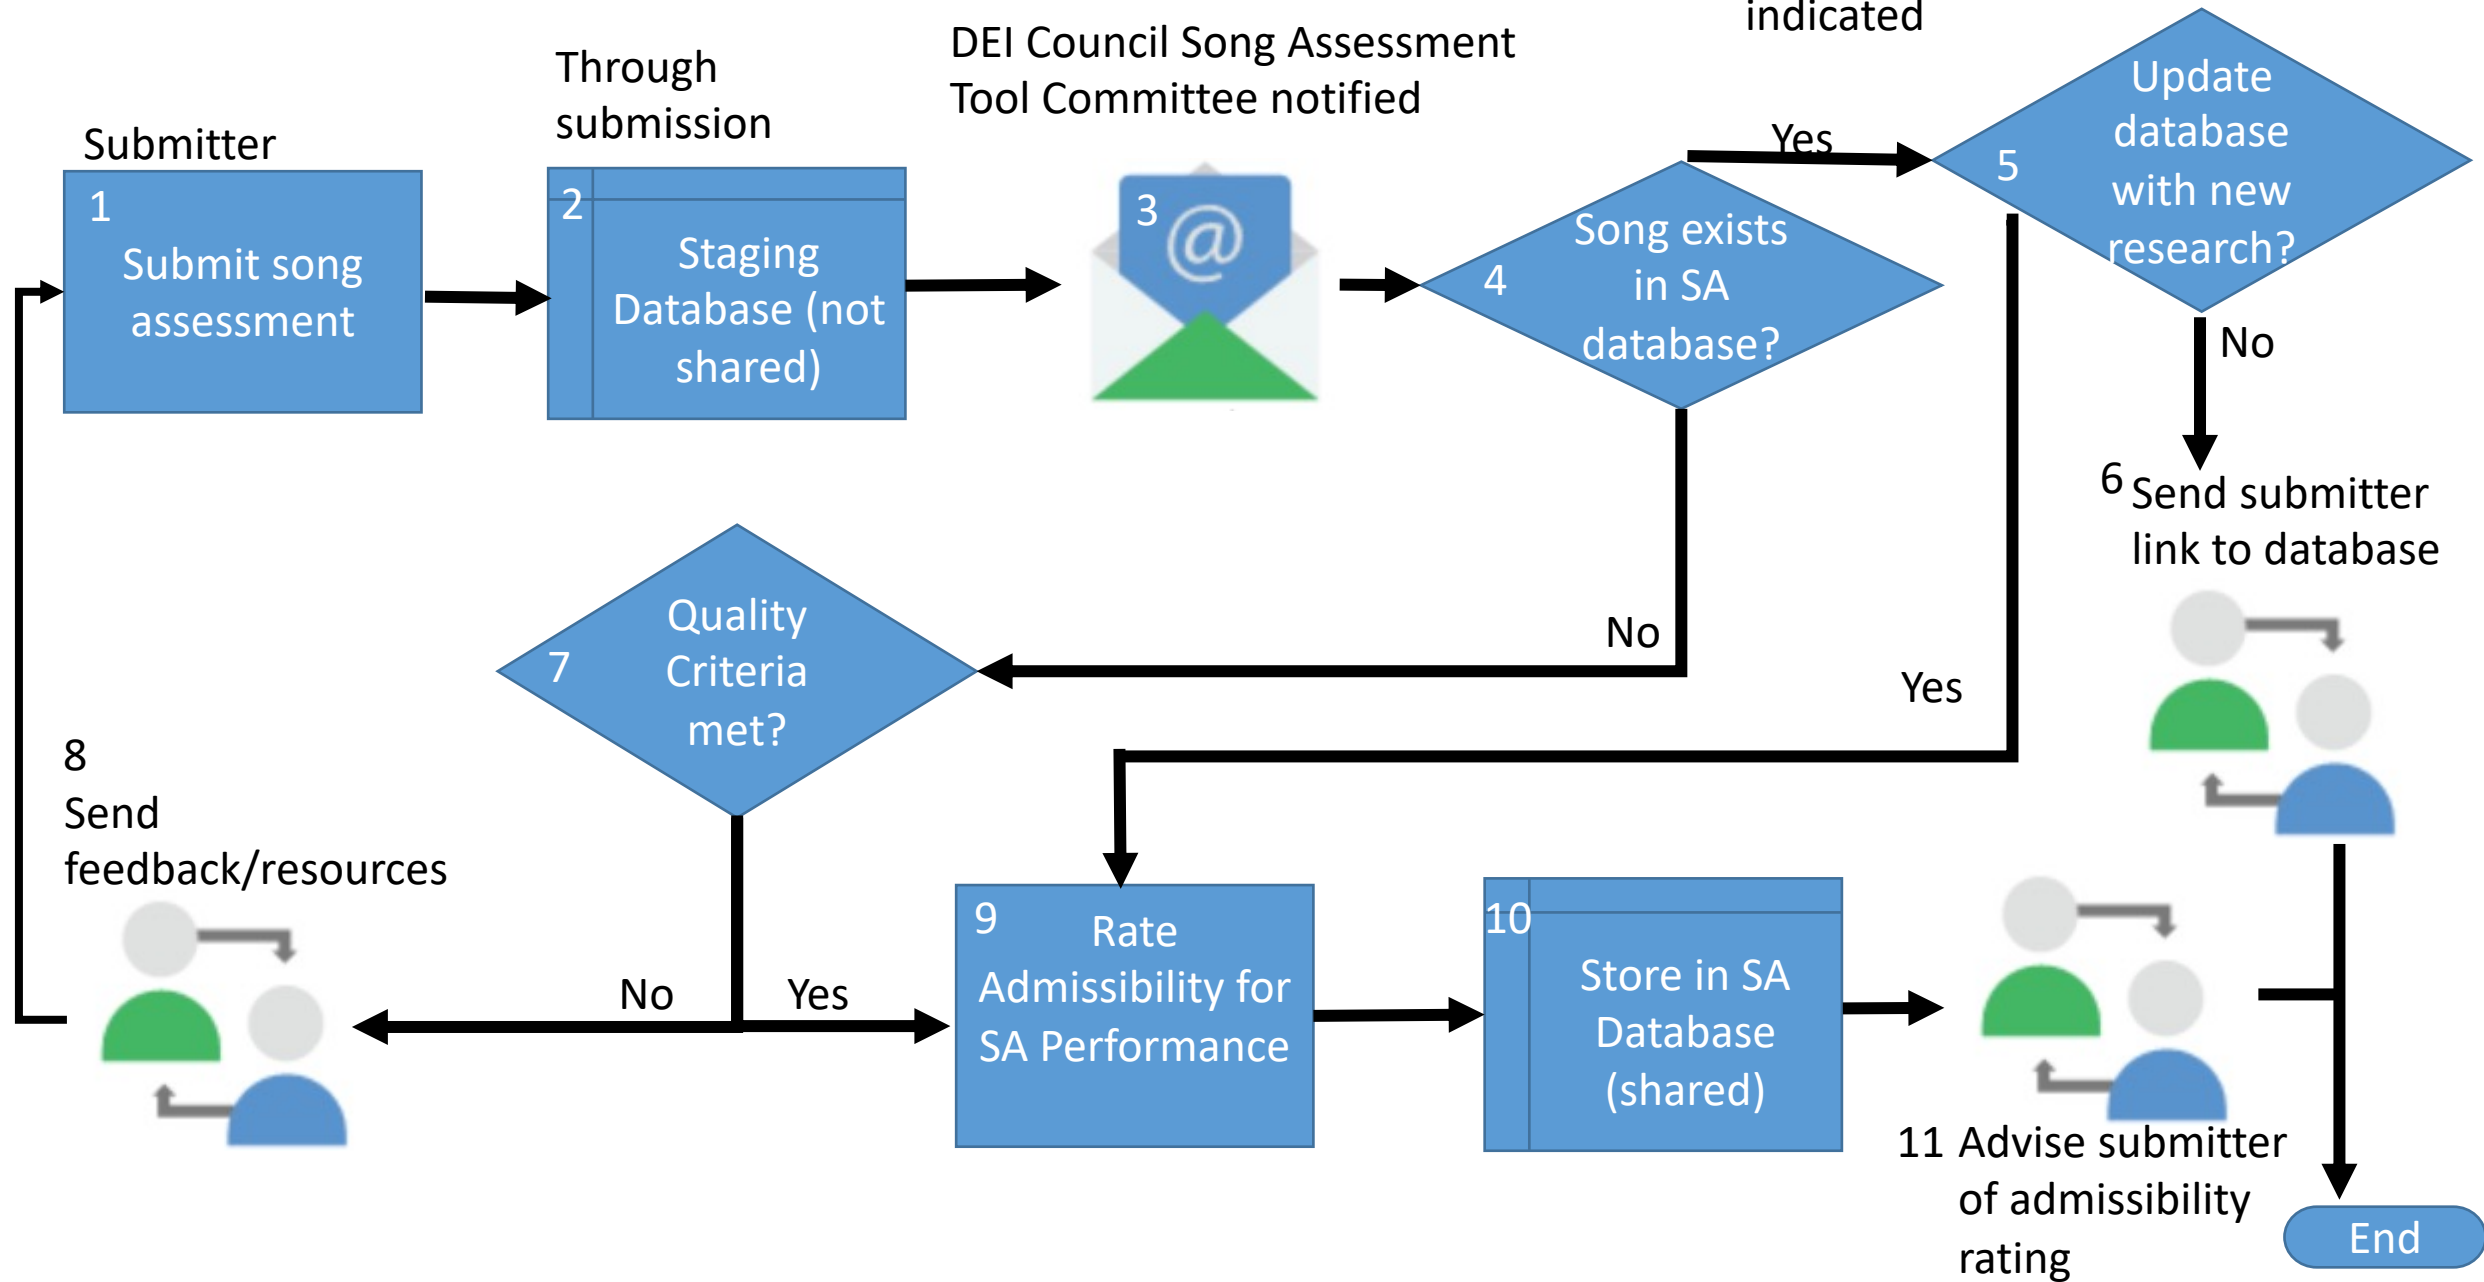 indicated
DEI Council Song Assessment
Tool Committee notified
Through
submission
Submitter
1
Submit song
assessment
2
Staging
Database (not
shared)
3
@
4
Song exists
in SA
database?
Yes
5
Update
database
with new
research?
No
6
Send submitter
link to database
No
Yes
7
Quality
Criteria
met?
8
Send
feedback/resources
No
Yes
9
Rate
Admissibility for
SA Performance
10
Store in SA
Database
(shared)
11 Advise submitter
of admissibility
rating
End